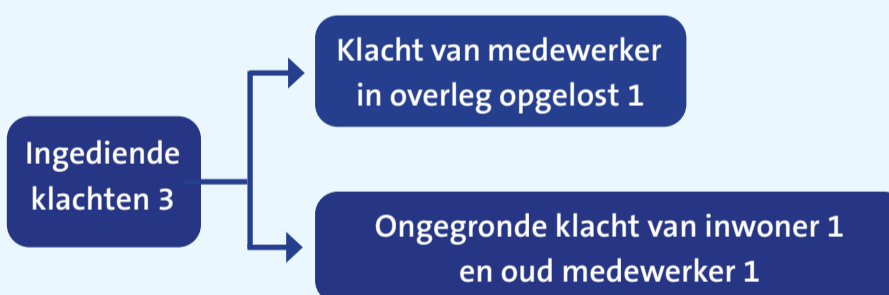 Klacht van medewerker
in overleg opgelost 1
Ingediende
klachten 3
Ongegronde klacht van inwoner 1
en oud medewerker 1